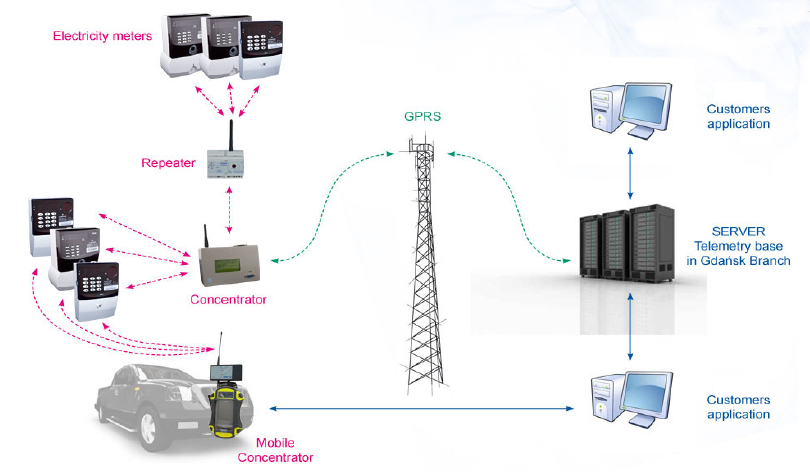 Electricity meters
GPRS
Customers
application
Repeater
SERVER
Telemetry base
in Gdańsk Branch
Concentrator
Customers
application
Mobile
Concentrator